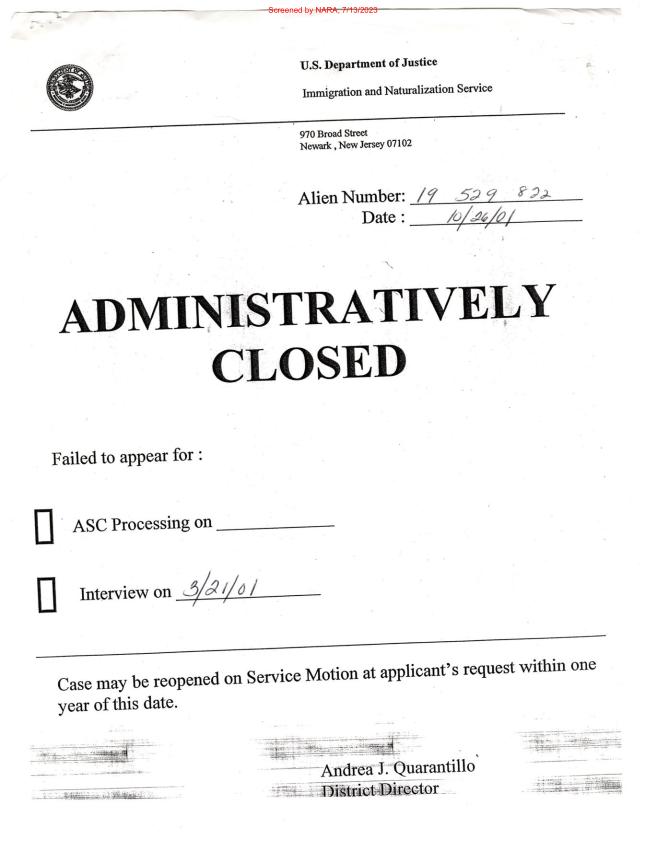 Screened by NARA, 7/13/2023
U.S. Department of Justice
Immigration and Naturalization Service
970 Broad Street
Newark , New Jersey 07102
Alien Number: 19 529 822
Date : 10/26/01
ADMINISTRATIVELY
CLOSED
Failed to appear for :
ASC Processing on
Interview on 3/21/01
Case may be reopened on Service Motion at applicant's request within one
year of this date.
Andrea J. Quarantillo
District Director